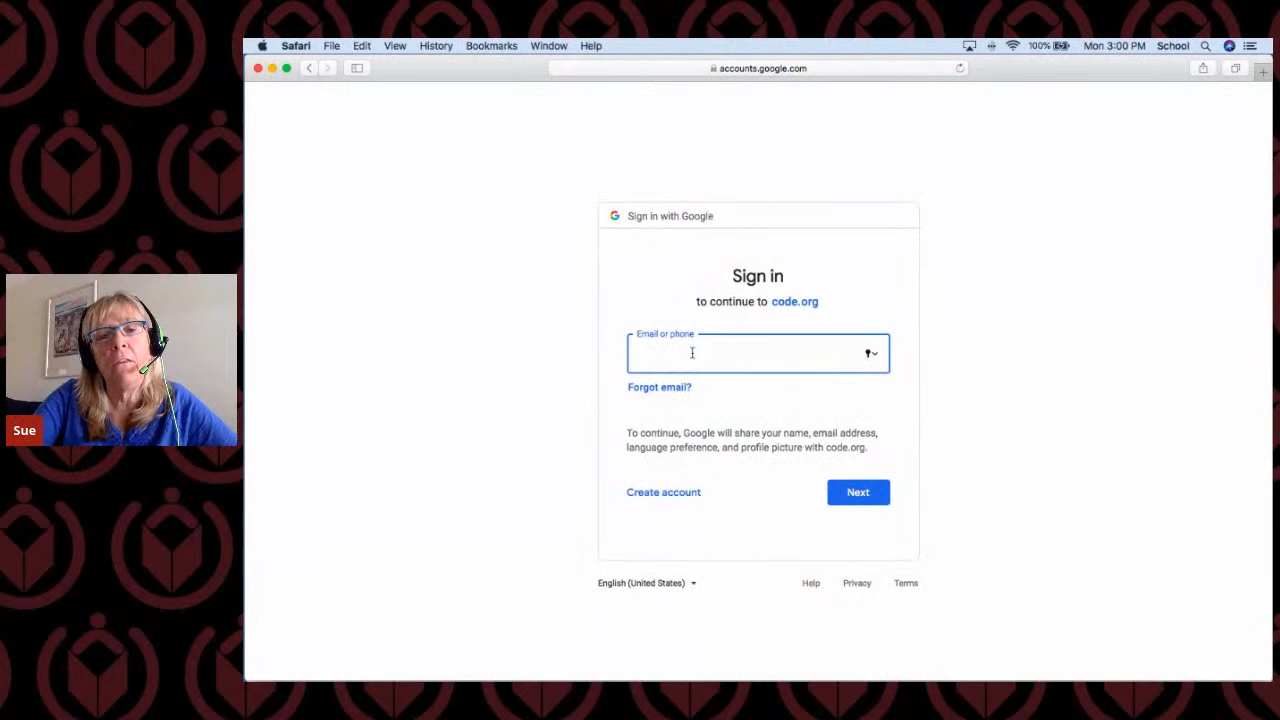 Safari File Edit View History Bookmarks Window Help 100% Mon 3:00 PM School
accounts.google.com
Sign in with Google
Sign in
to continue to code.org
Email or phone
Forgot email?
To continue, Google will share your name, email address,
language preference, and profile picture with code.org.
Create account Next
English (United States) Help Privacy Terms
Sue